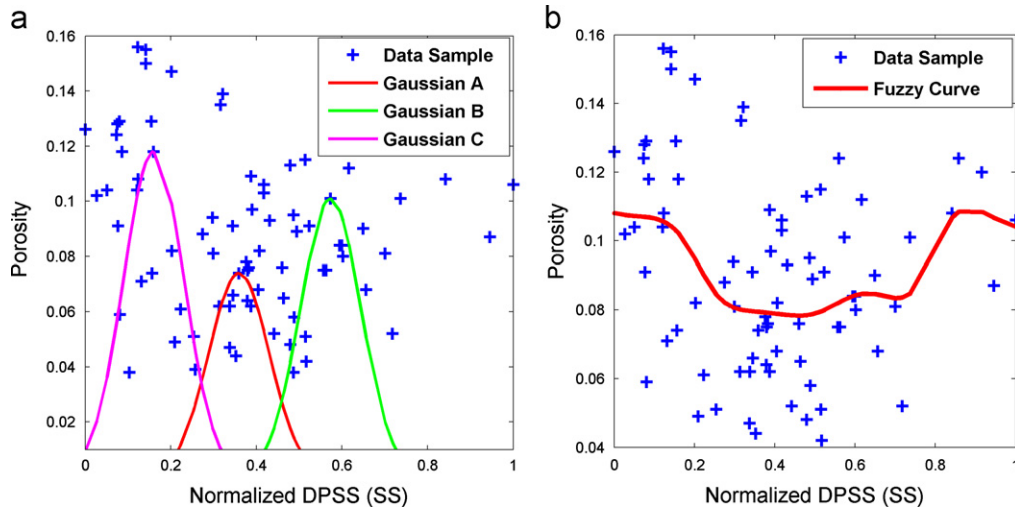 a
0.16
0.14
0.12
0.1
0.08
0.06
0.04
0.02
Porosity
0
0.2
0.4
0.6
0.8
1
Normalized DPSS (SS)
Data Sample
Gaussian A
Gaussian B
Gaussian C
b
0.16
0.14
0.12
0.1
0.08
0.06
0.04
Porosity
0
0.2
0.4
0.6
0.8
1
Normalized DPSS (SS)
Data Sample
Fuzzy Curve